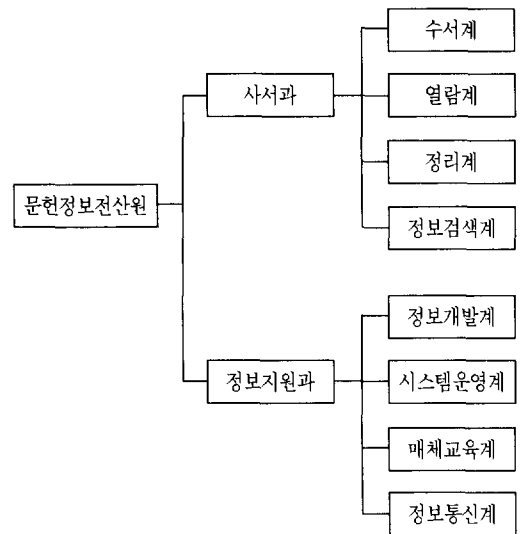 문헌정보전산원
사서과
수서계
열람계
정리계
정보검색계
정보지원과
정보개발계
시스템운영계
매체교육계
정보통신계